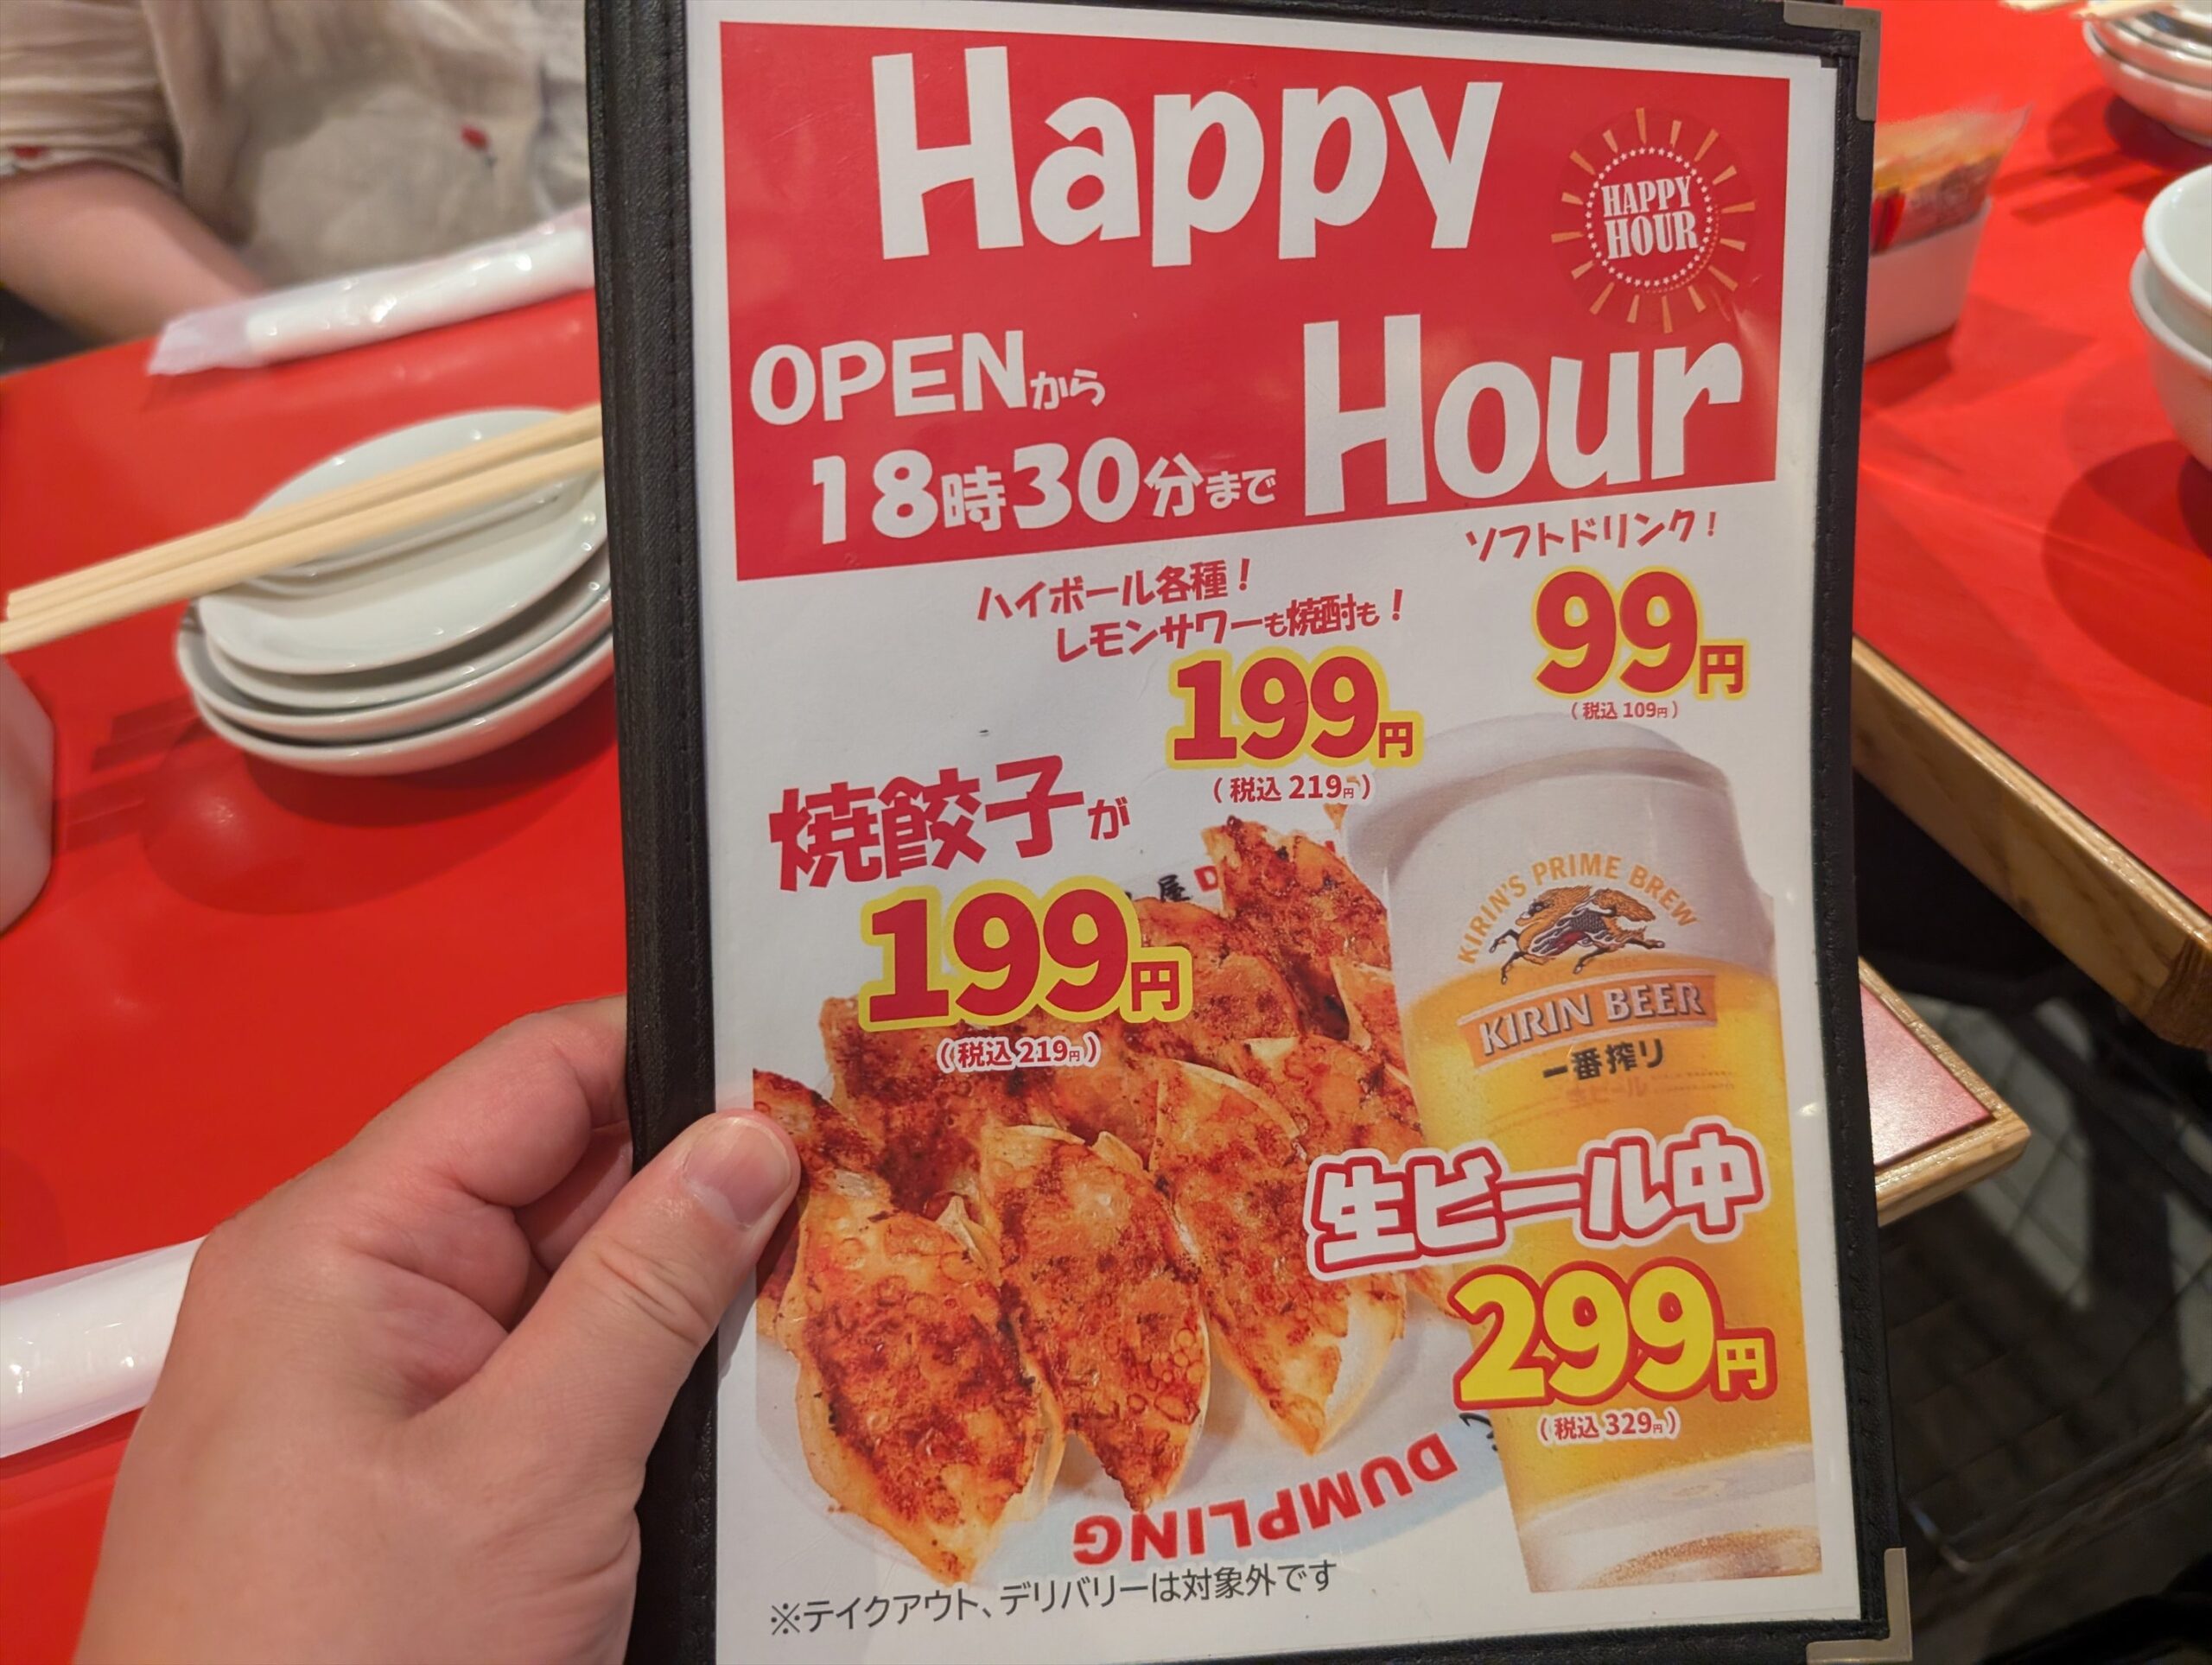 Happy
HAPPY
HOUR
OPENから
Hour
18時30分まで
ソフトドリンク!
99円
(税込109円)
ハイボール各種!
レモンサワーも焼酎も!
199円
(税込219円)
焼餃子が
199円
(税込219円)
屋
KIRIN'S PRIME BREW
KIRIN BEER
一番搾り
生ビール中
299円
(税込329円)
DUMPLING
※テイクアウト、デリバリーは対象外です